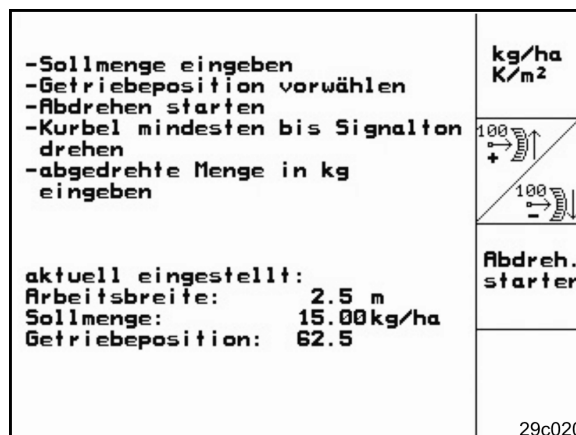 -Sollmenge eingeben
-Getriebeposition vorwählen
-Abdrehen starten
-Kurbel mindesten bis Signalton
drehen
-abgedrehte Menge in kg
eingeben
aktuell eingestellt:
Arbeitsbreite: 2.5 m
Sollmenge: 15.00kg/ha
Getriebeposition: 62.5
kg/ha
K/m²
100
+
100
-
Abdreh.
starten
29c020